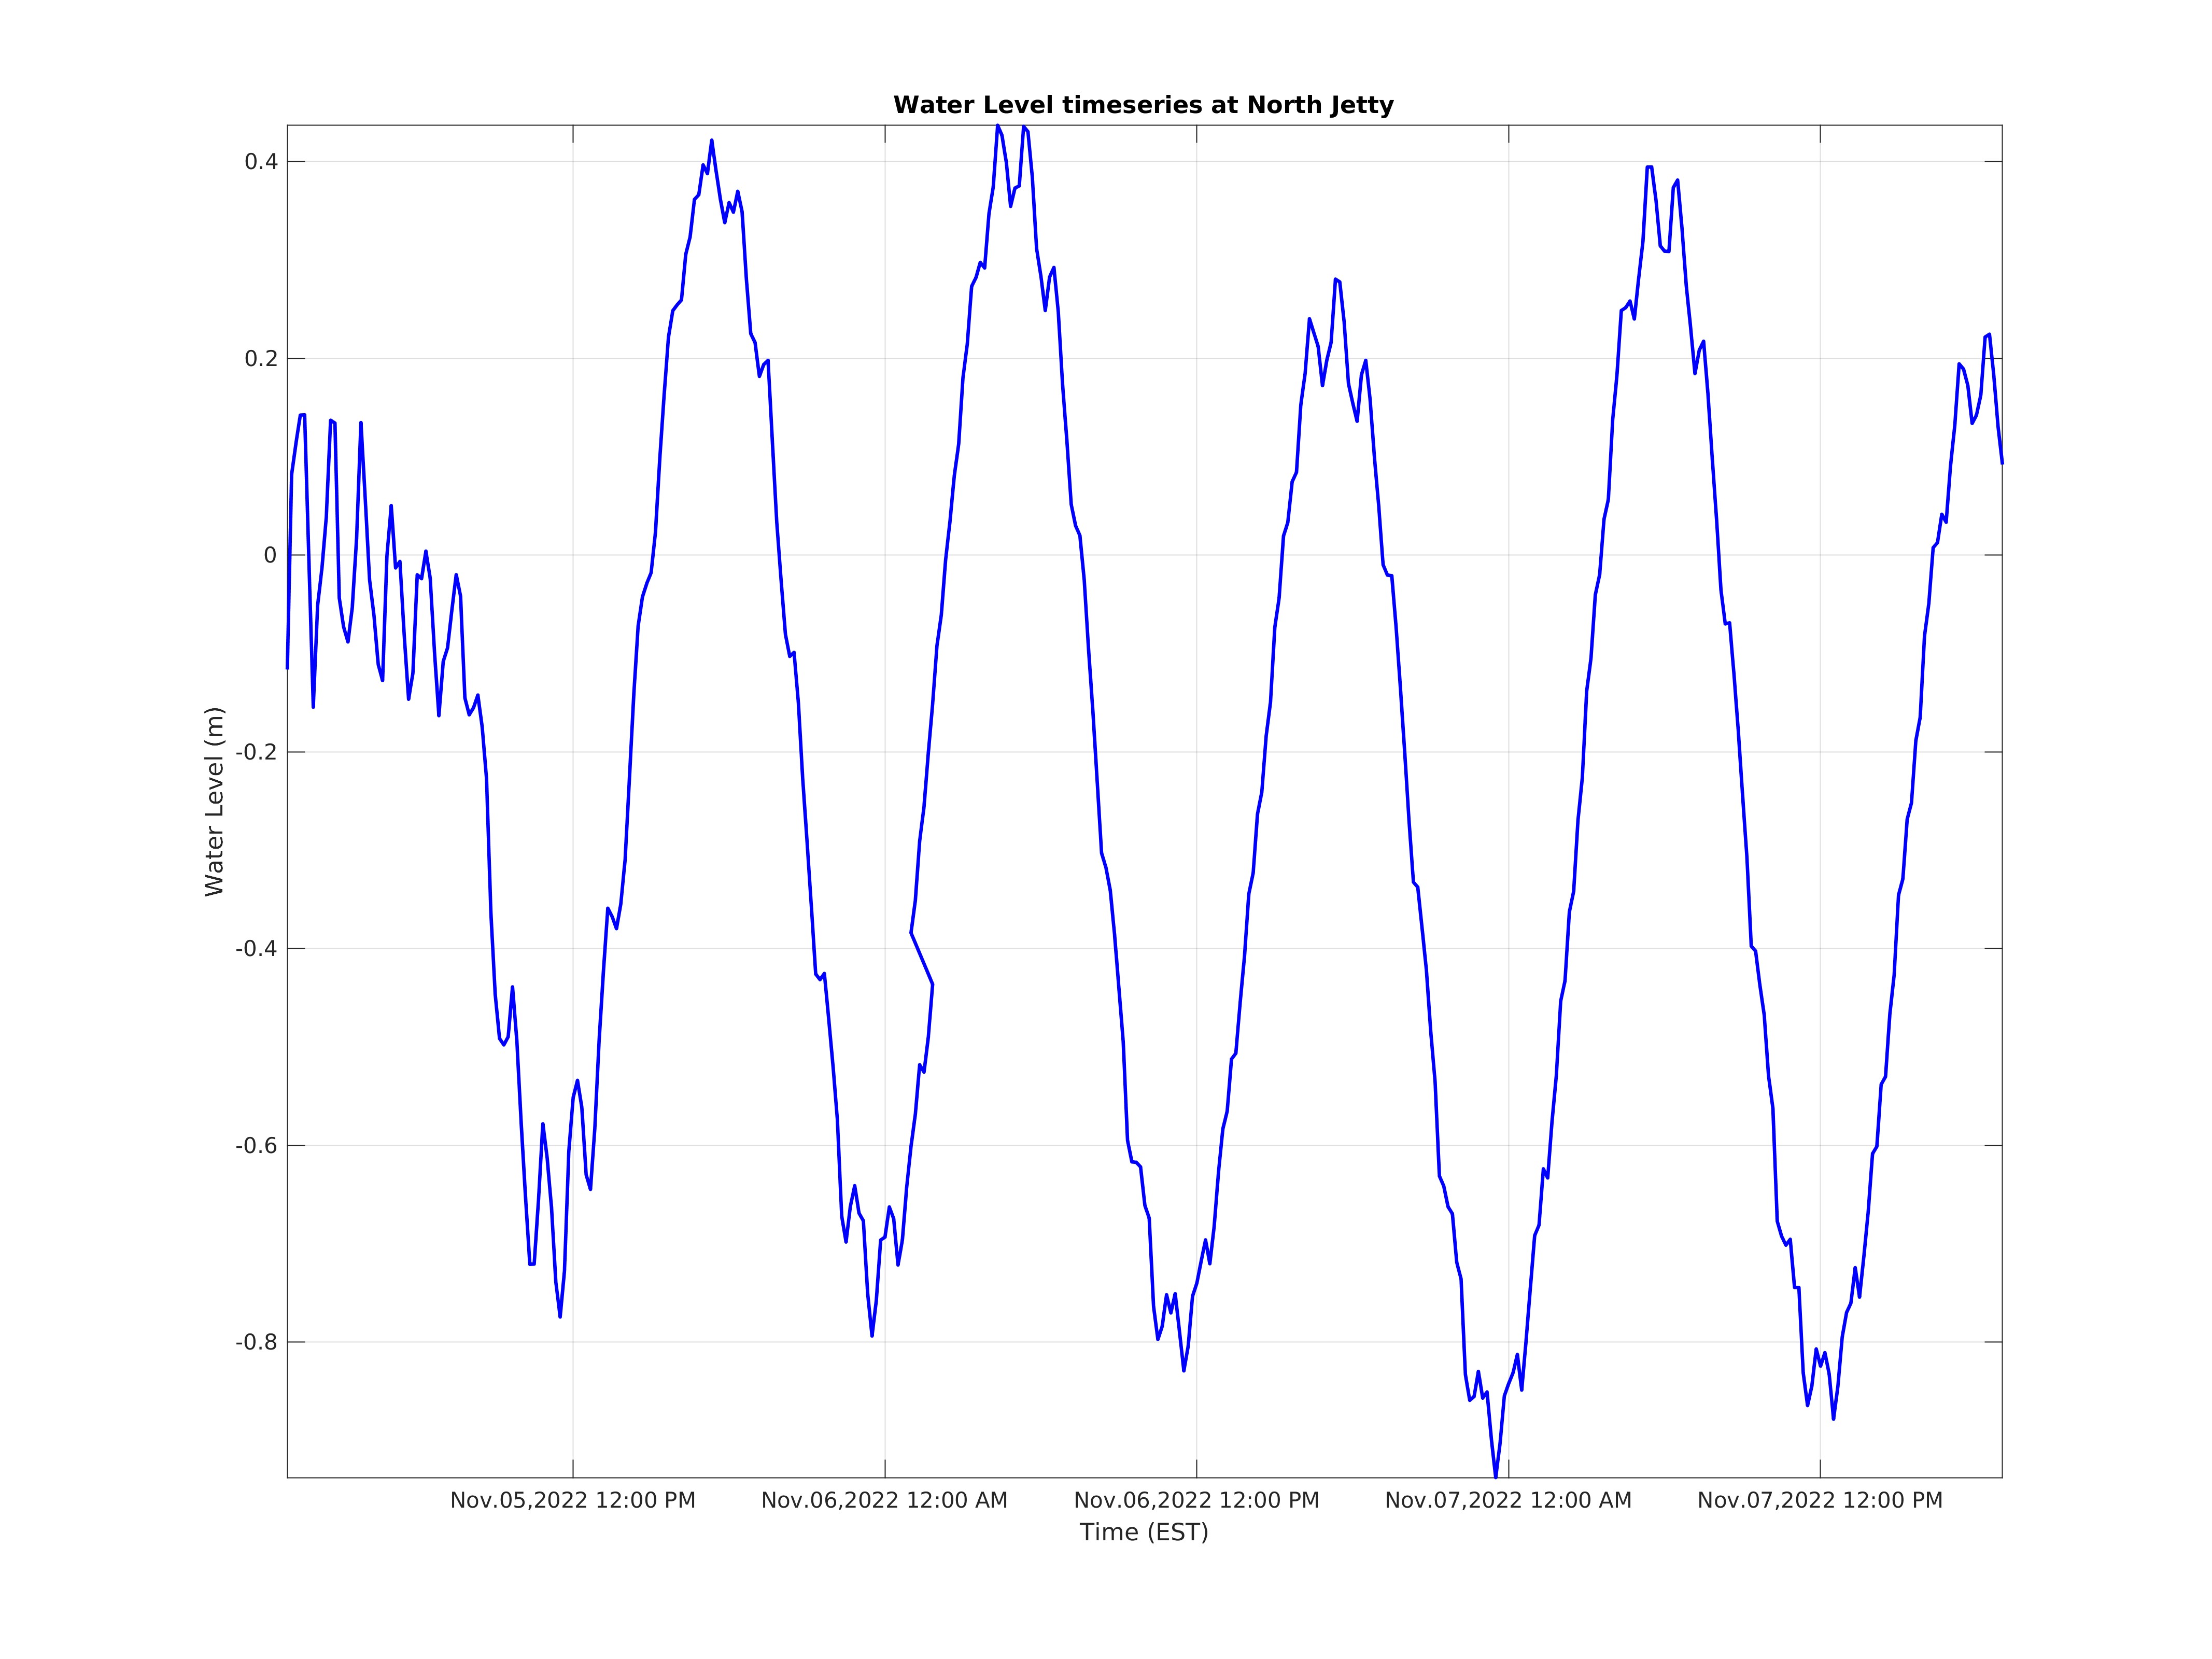 Water Level timeseries at North Jetty
0.4
0.2
0
-0.2
-0.4
-0.6
-0.8
Water Level (m)
Nov.05,2022 12:00 PM
Nov.06,2022 12:00 AM
Nov.06,2022 12:00 PM
Nov.07,2022 12:00 AM
Nov.07,2022 12:00 PM
Time (EST)